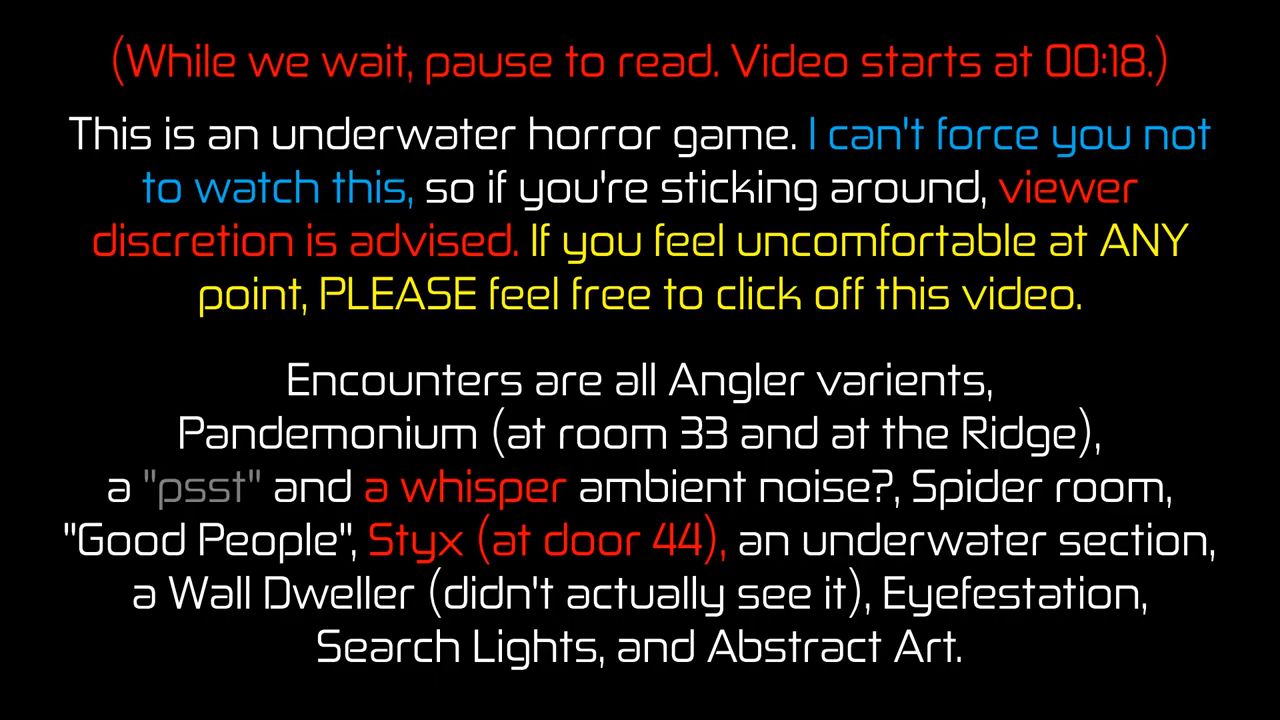 (While we wait, pause to read. Video starts at 00:18.)
This is an underwater horror game. I can't force you not
to watch this, so if you're sticking around, viewer
discretion is advised. If you feel uncomfortable at ANY
point, PLEASE feel free to click off this video.
Encounters are all Angler varients,
Pandemonium (at room 33 and at the Ridge),
a "psst" and a whisper ambient noise?, Spider room,
"Good People", Styx (at door 44), an underwater section,
a Wall Dweller (didn't actually see it), Eyefestation,
Search Lights, and Abstract Art.